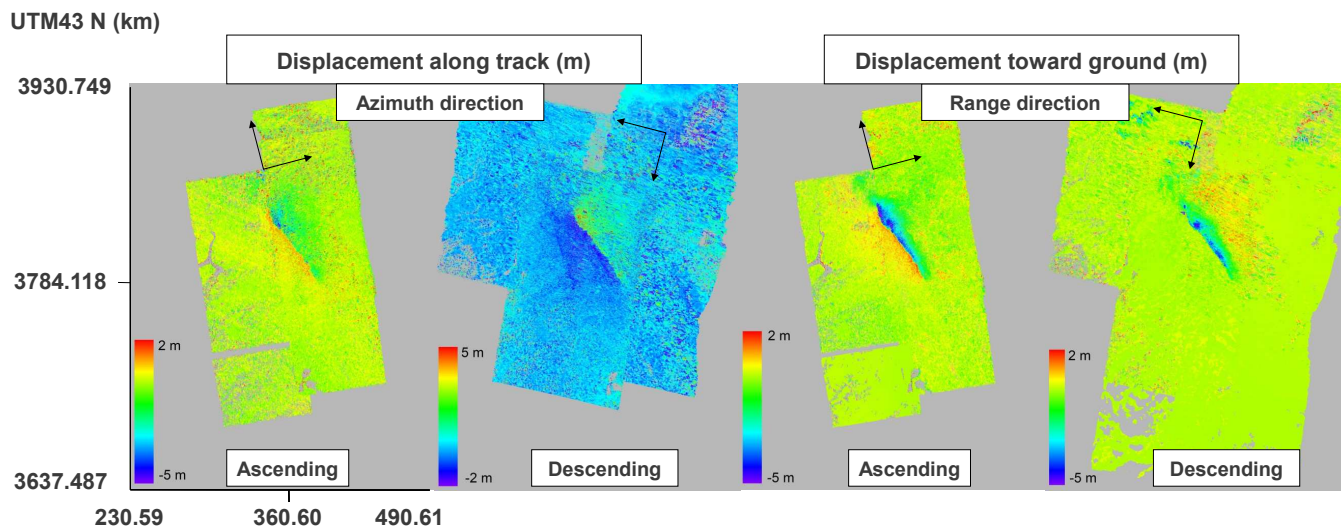 UTM43 N (km)
Displacement along track (m)
Displacement toward ground (m)
3930.749
Azimuth direction
Range direction
3784.118
2 m
5 m
2 m
2 m
-5 m
-2 m
-5 m
-5 m
Ascending
Descending
Ascending
Descending
3637.487
230.59
360.60
490.61